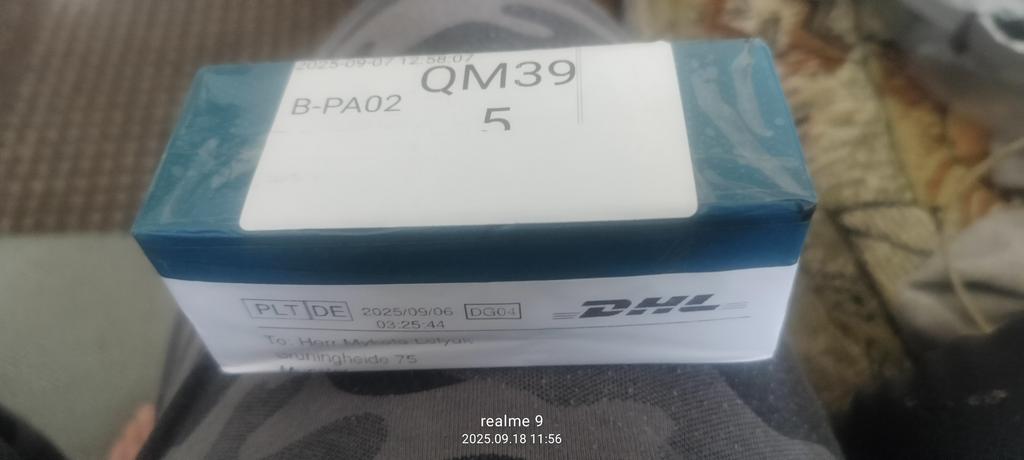 2025-09-07 12:58:07
QM39
B-PA02
5
PLT DE 2025/09/06 DG04 DHL
03:25:44
To: Herr
75
realme 9
2025.09.18 11:56